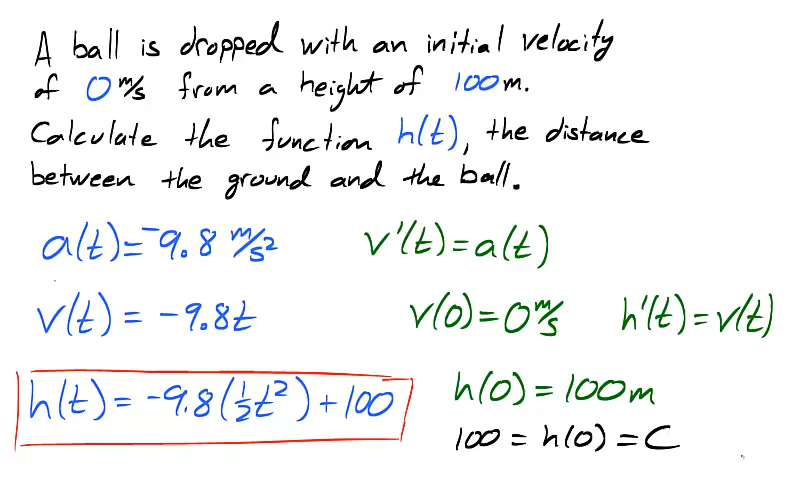 A ball is dropped with an initial velocity
of 0 m/s from a height of 100m.
Calculate the function h(t), the distance
between the ground and the ball.
a(t)=-9.8 m/s² v'(t)=a(t)
v(t) = -9.8t v(0)=0 m/s h'(t)=v(t)
h(t) = -9.8(½t²)+100 h(0) = 100m
100 = h(0) = C